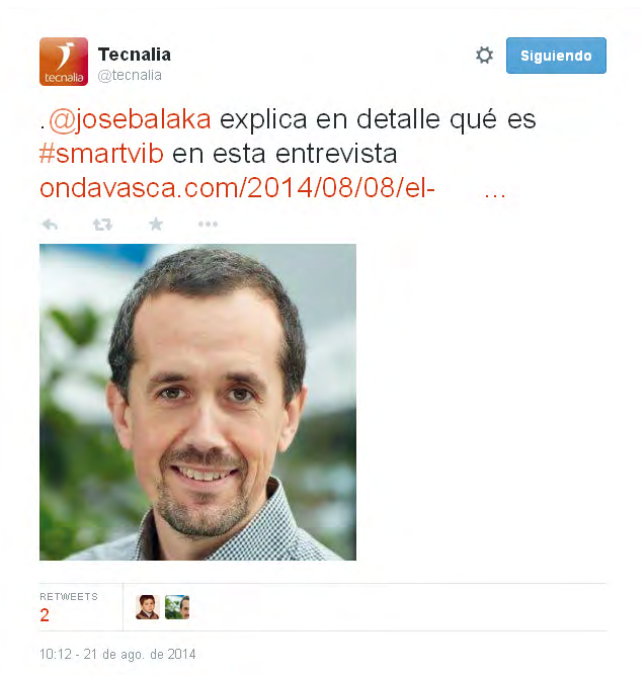 tecnalia
Tecnalia
@tecnalia
Siguiendo
.@josebalaka explica en detalle qué es
#smartvib en esta entrevista
ondavasca.com/2014/08/08/el- ...
RETWEETS
2
10:12 - 21 de ago. de 2014